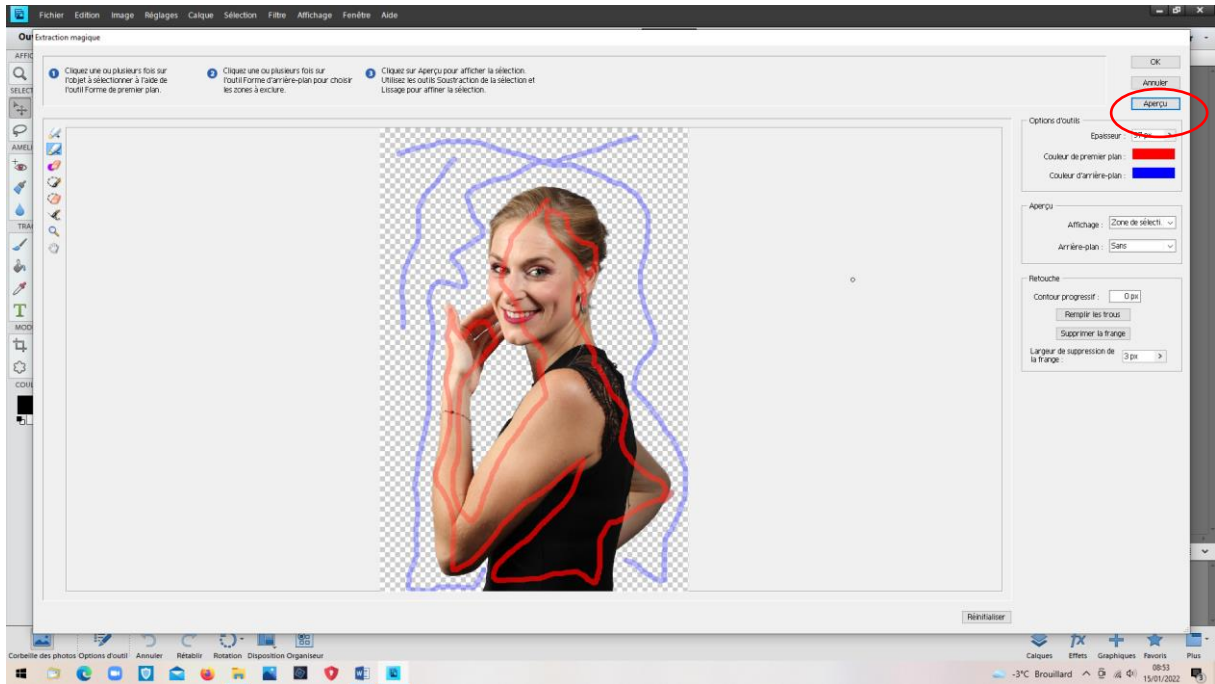 Fichier Edition Image Réglages Calque Sélection Filtre Affichage Fenêtre Aide
Extraction magique
1 Cliquez une ou plusieurs fois sur
l'objet à sélectionner à l'aide de
l'outil Forme de premier plan.
2 Cliquez une ou plusieurs fois sur
l'outil Forme d'arrière-plan pour choisir
les zones à exclure.
3 Cliquez sur Aperçu pour afficher la sélection.
Utilisez les outils Soustraction de la sélection et
Lissage pour affiner la sélection.
OK
Annuler
Aperçu
Options d'outils
Epaisseur :
Couleur de premier plan :
Couleur d'arrière-plan :
Aperçu
Affichage : Zone de sélecti.
Arrière-plan : Sans
Retouche
Contour progressif : 0 px
Remplir les trous
Supprimer la frange
Largeur de suppression de
la frange : 3 px
Réinitialiser
Corbeille des photos Options d'outil Annuler Rétablir Rotation Disposition Organiseur
Calques Effets Graphiques Favoris Plus
-3°C Brouillard
08:53
15/01/2022